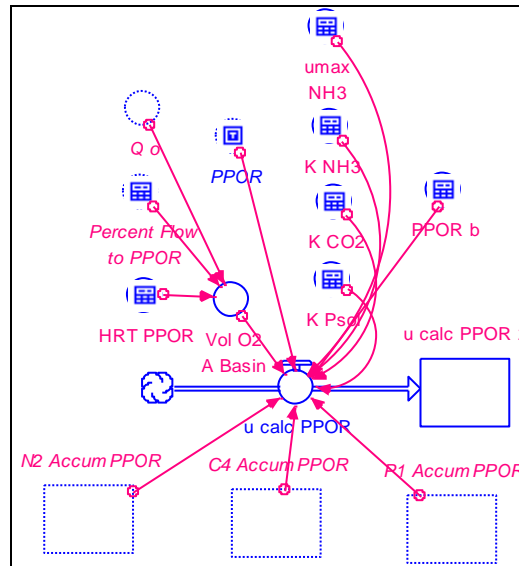 umax
NH3
Q o
PPOR
K NH3
Percent Flow
to PPOR
K CO2
PPOR b
HRT PPOR
K Psol
Vol O2
A Basin
u calc PPOR
u calc PPOR
N2 Accum PPOR
C4 Accum PPOR
P1 Accum PPOR